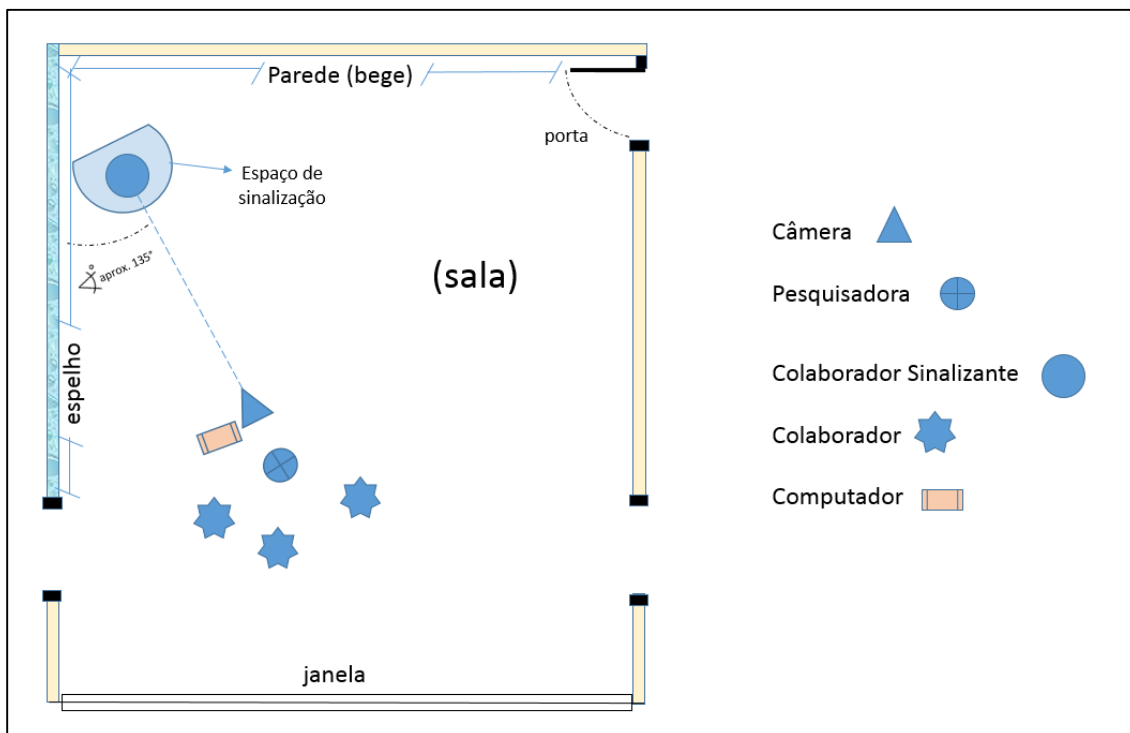 Parede (bege)
porta
Espaço de
sinalização
aprox. 135°
(sala)
espelho
janela
Câmera
Pesquisadora
Colaborador Sinalizante
Colaborador
Computador